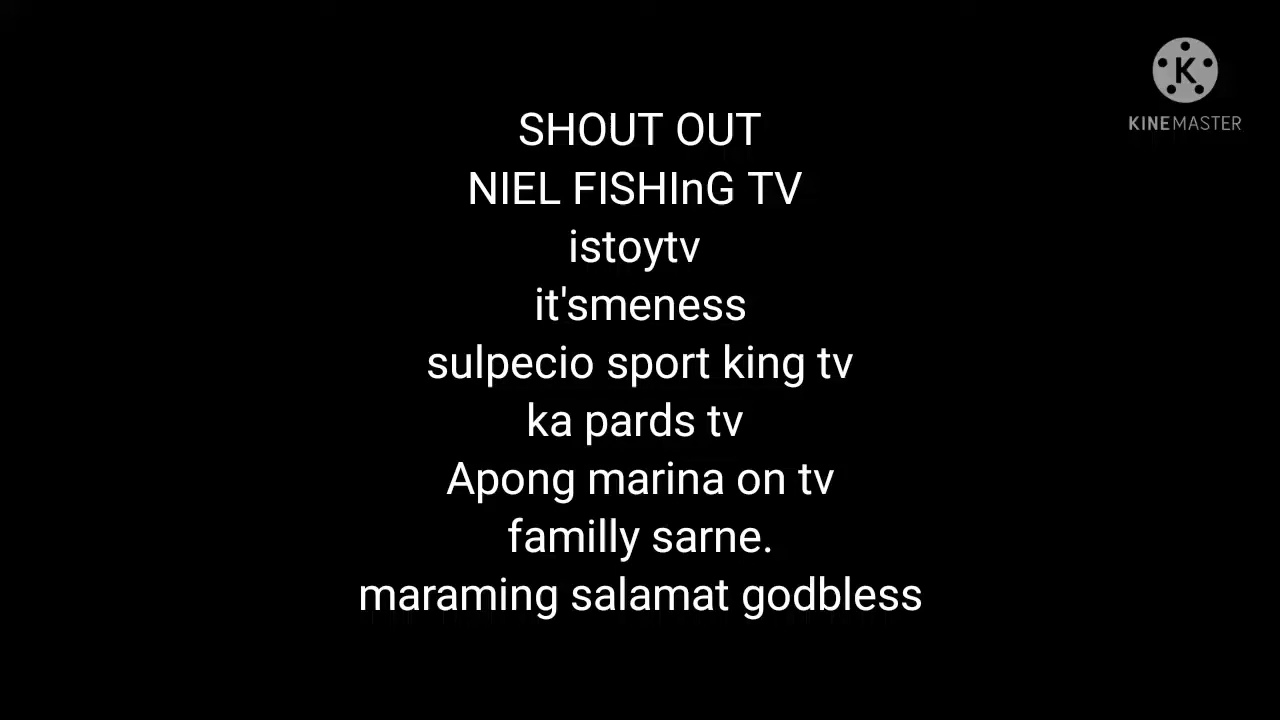 K
KINEMASTER
SHOUT OUT
NIEL FISHInG TV
istoytv
it'smeness
sulpecio sport king tv
ka pards tv
Apong marina on tv
familly sarne.
maraming salamat godbless